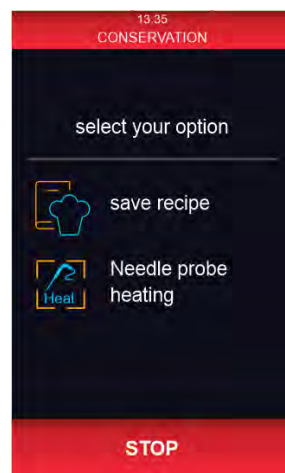 13.35
CONSERVATION
select your option
save recipe
Needle probe
heating
Heat
STOP